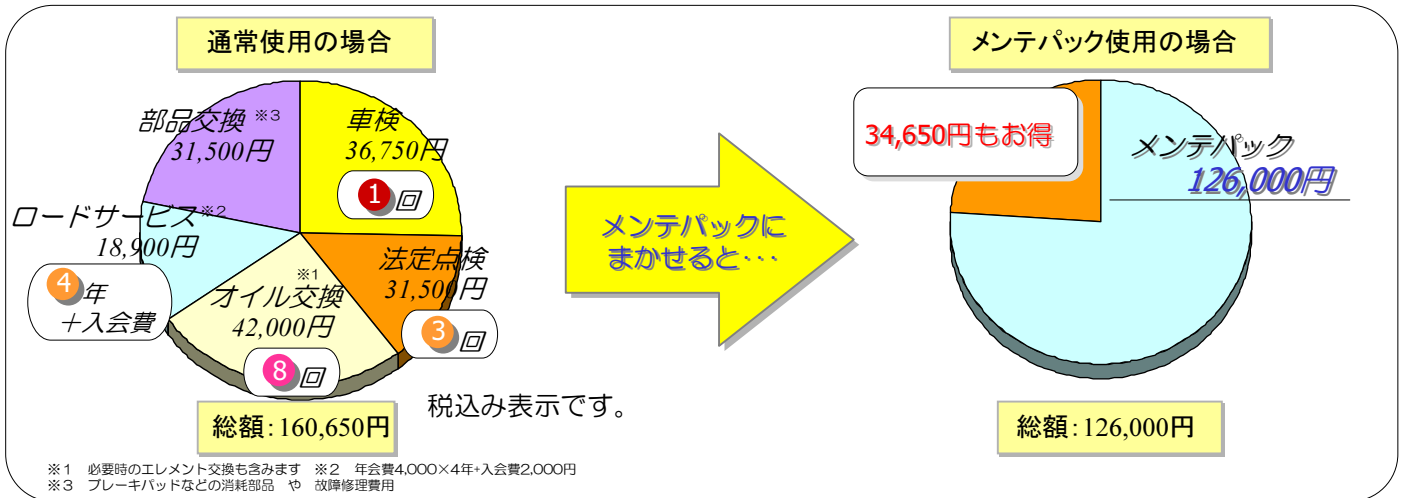 通常使用の場合
部品交換 ※3
31,500円
車検
36,750円
1回
ロードサービス※2
18,900円
4年
+入会費
※1
オイル交換
42,000円
8回
法定点検
31,500円
3回
総額:160,650円
税込み表示です。
メンテパックに
まかせると・・・
メンテパック使用の場合
34,650円もお得
メンテパック
126,000円
総額:126,000円
※1 必要時のエレメント交換も含みます ※2 年会費4,000×4年+入会費2,000円
※3 ブレーキパッドなどの消耗部品 や 故障修理費用